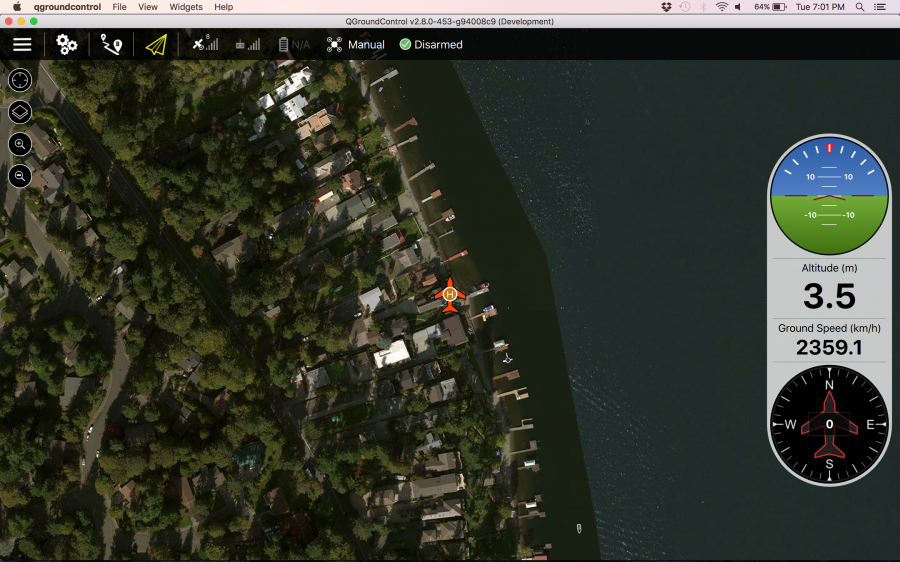 qgroundcontrol File View Widgets Help 64% Tue 7:01 PM
QGroundControl v2.8.0-453-g94008c9 (Development)
8 N/A Manual Disarmed
10 10
-10 -10
Altitude (m)
3.5
Ground Speed (km/h)
2359.1
N
W 0 E
S
H